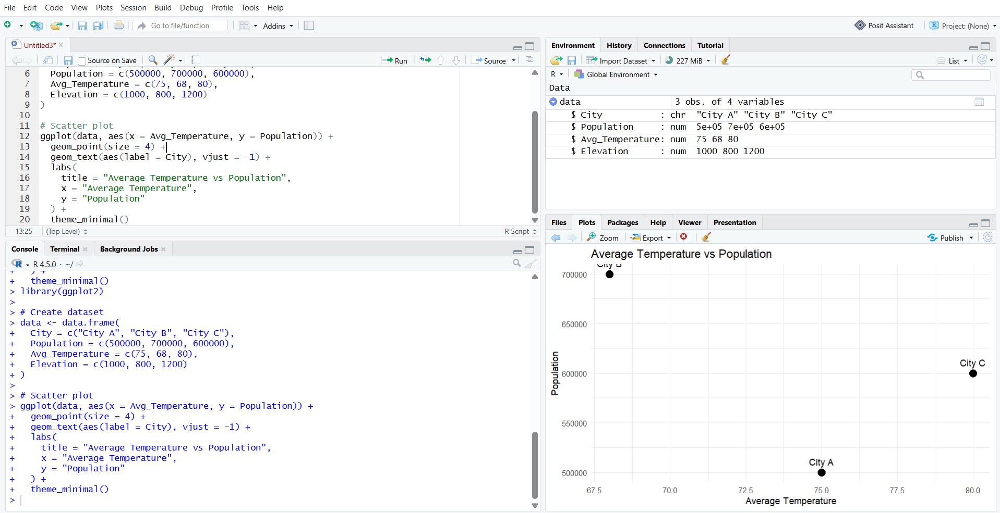 File Edit Code View Plots Session Build Debug Profile Tools Help
Go to file/function Addins Posit Assistant Project: (None)
Untitled3*
Source on Save Run Source
6 Population = c(500000, 700000, 600000),
7 Avg_Temperature = c(75, 68, 80),
8 Elevation = c(1000, 800, 1200)
9 )
10
11 # Scatter plot
12 ggplot(data, aes(x = Avg_Temperature, y = Population)) +
13 geom_point(size = 4) +
14 geom_text(aes(label = City), vjust = -1) +
15 labs(
16 title = "Average Temperature vs Population",
17 x = "Average Temperature",
18 y = "Population"
19 ) +
20 theme_minimal()
13:25 (Top Level) R Script
Console Terminal Background Jobs
R 4.5.0 · ~/
+ ) +
+ theme_minimal()
> library(ggplot2)
>
> # Create dataset
> data <- data.frame(
+ City = c("City A", "City B", "City C"),
+ Population = c(500000, 700000, 600000),
+ Avg_Temperature = c(75, 68, 80),
+ Elevation = c(1000, 800, 1200)
+ )
>
> # Scatter plot
> ggplot(data, aes(x = Avg_Temperature, y = Population)) +
+ geom_point(size = 4) +
+ geom_text(aes(label = City), vjust = -1) +
+ labs(
+ title = "Average Temperature vs Population",
+ x = "Average Temperature",
+ y = "Population"
+ ) +
+ theme_minimal()
>
Environment History Connections Tutorial
Import Dataset 227 MiB List
R Global Environment
Data
data 3 obs. of 4 variables
$ City : chr "City A" "City B" "City C"
$ Population : num 5e+05 7e+05 6e+05
$ Avg_Temperature: num 75 68 80
$ Elevation : num 1000 800 1200
Files Plots Packages Help Viewer Presentation
Zoom Export Publish
Average Temperature vs Population
City B
700000
650000
City C
600000
Population
550000
City A
500000
67.5 70.0 72.5 75.0 77.5 80.0
Average Temperature